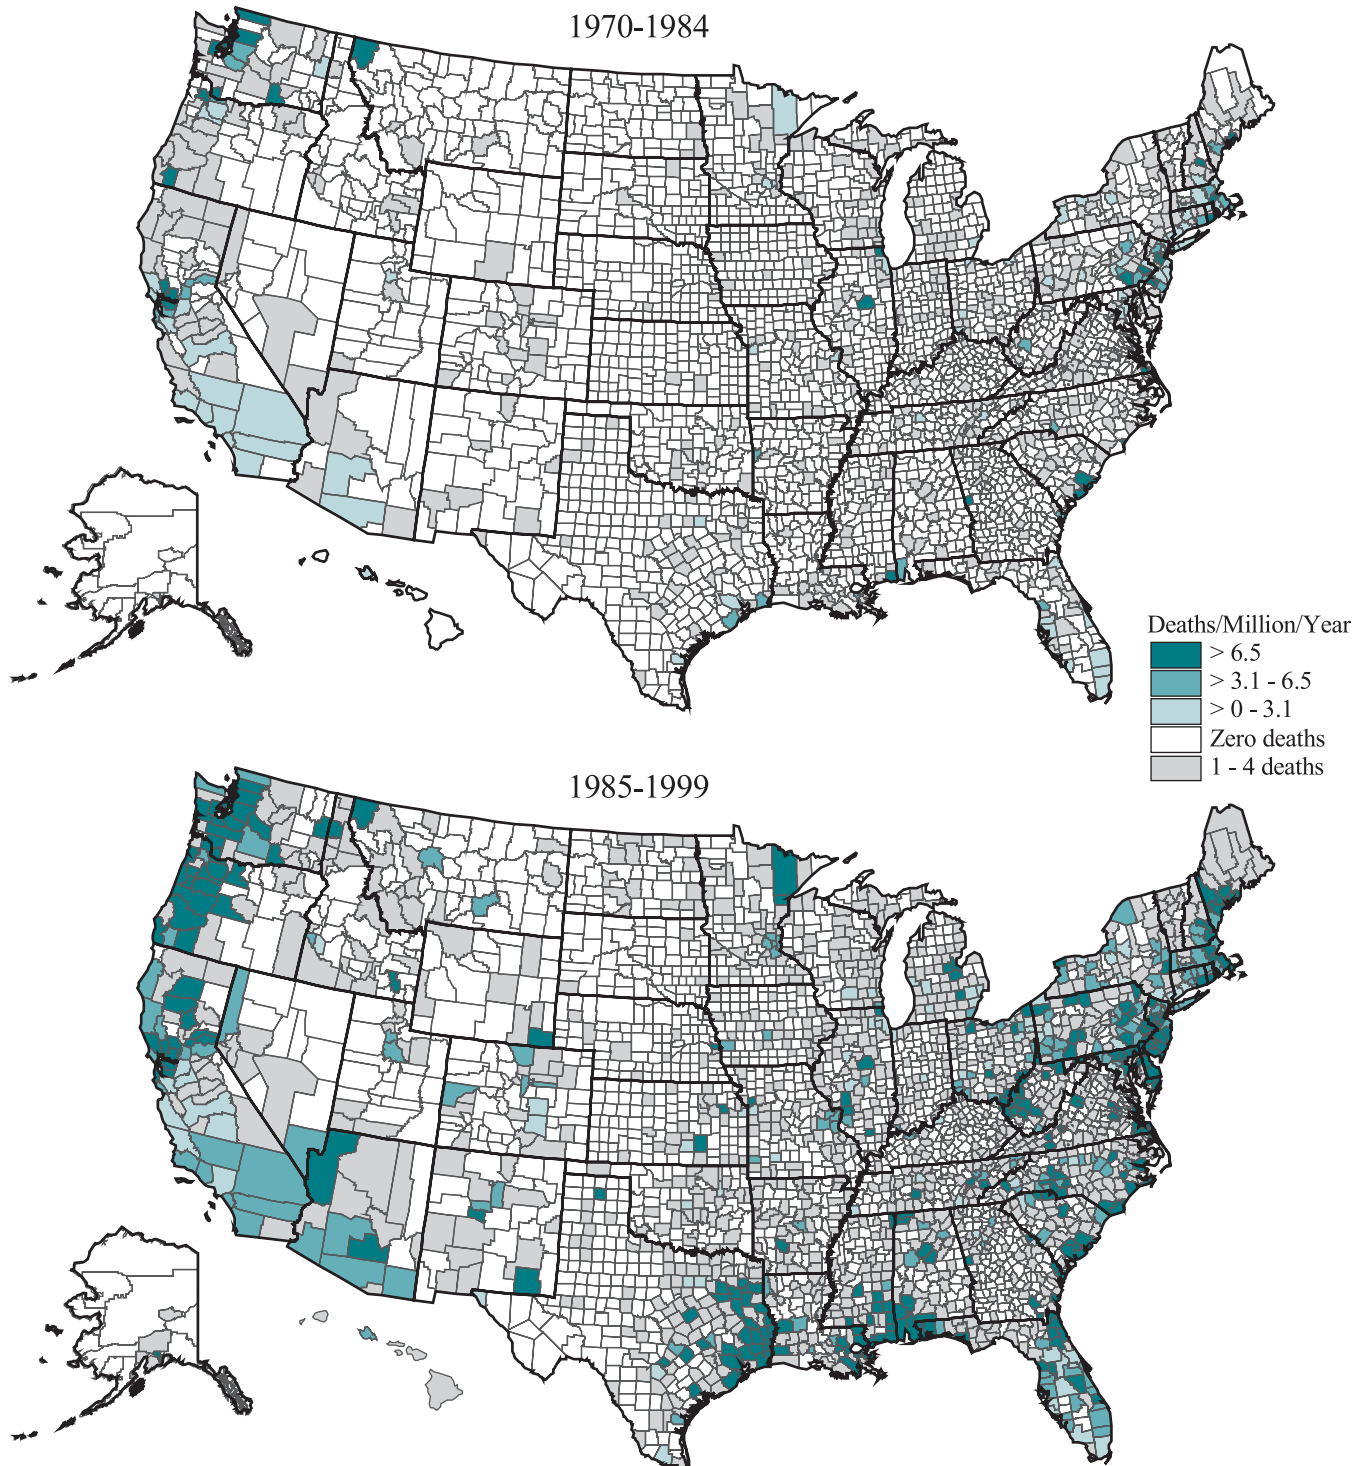 1970-1984
Deaths/Million/Year
> 6.5
> 3.1 - 6.5
> 0 - 3.1
Zero deaths
1 - 4 deaths
1985-1999